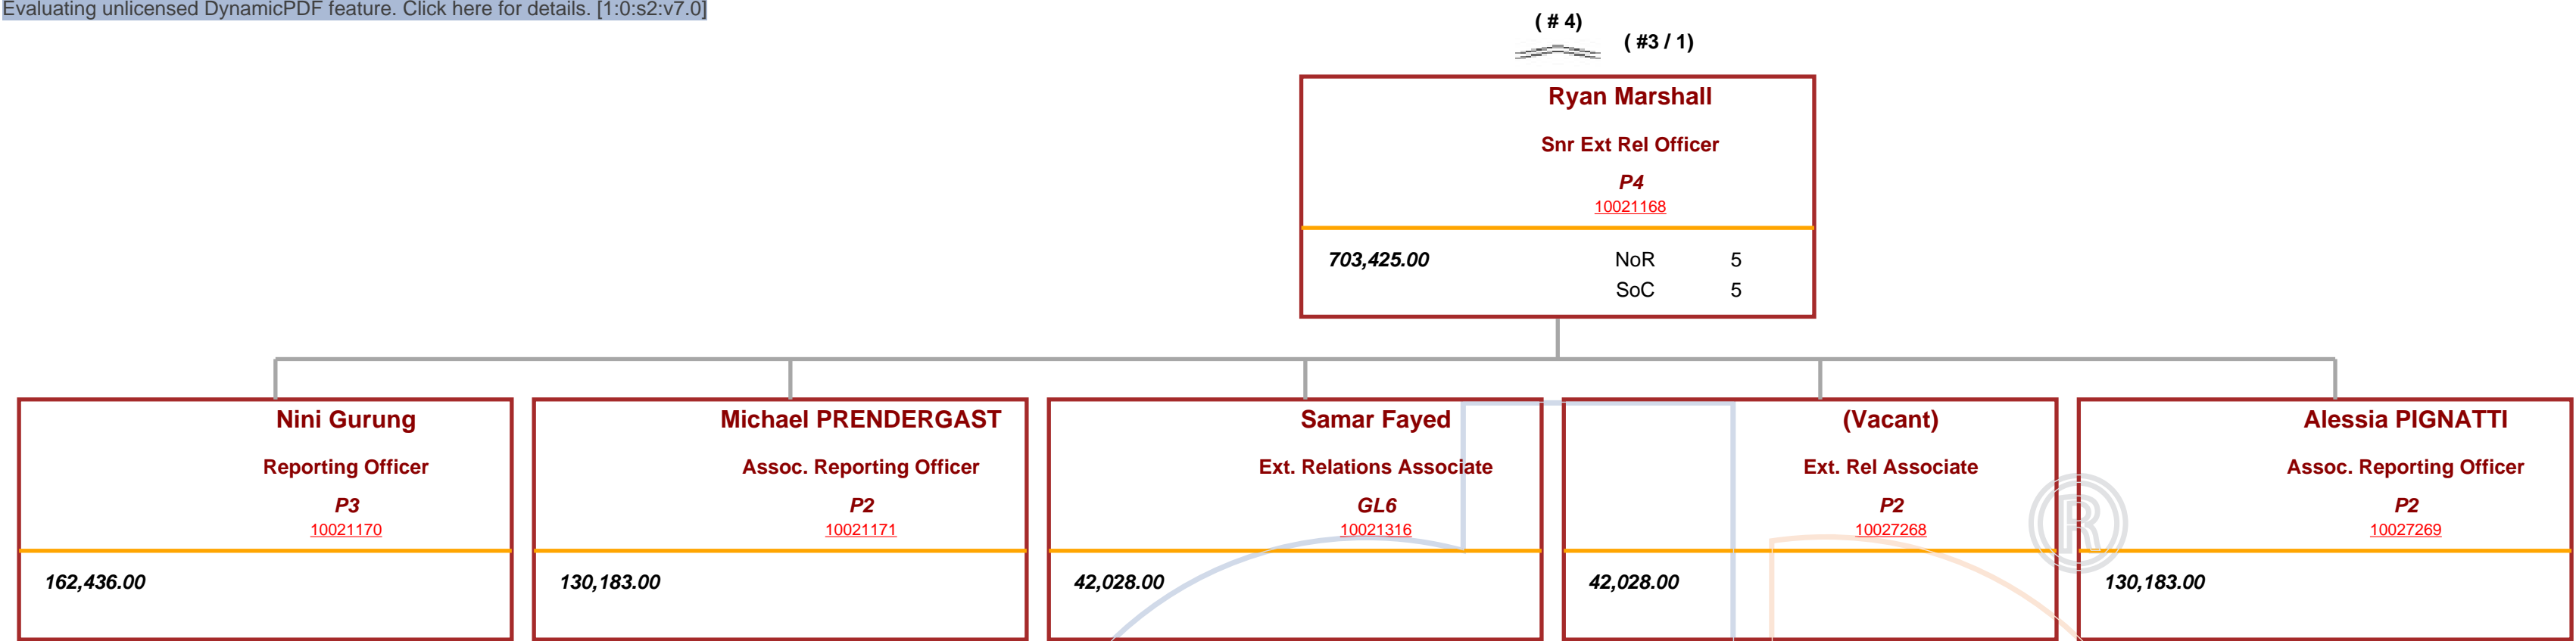 Evaluating unlicensed DynamicPDF feature. Click here for details. [1:0:s2:v7.0]
( # 4)
( #3 / 1)
Ryan Marshall
Snr Ext Rel Officer
P4
10021168
703,425.00 NoR 5
SoC 5
Nini Gurung
Reporting Officer
P3
10021170
162,436.00
Michael PRENDERGAST
Assoc. Reporting Officer
P2
10021171
130,183.00
Samar Fayed
Ext. Relations Associate
GL6
10021316
42,028.00
(Vacant)
Ext. Rel Associate
P2
10027268
42,028.00
Alessia PIGNATTI
Assoc. Reporting Officer
P2
10027269
130,183.00
®